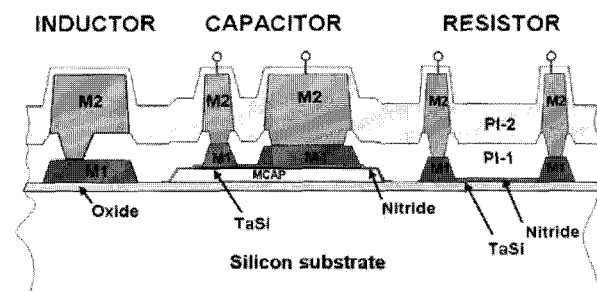 INDUCTOR CAPACITOR RESISTOR
M2 M2 M2 M2 M2
PI-2
PI-1
M1 M1 M1 M1 M1
MCAP
Oxide TaSi Nitride TaSi Nitride
Silicon substrate